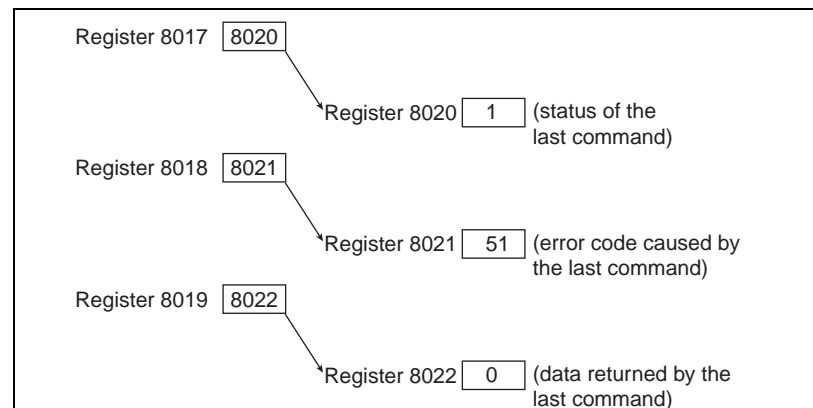 Register 8017 8020
Register 8020 1 (status of the
last command)
Register 8018 8021
Register 8021 51 (error code caused by
the last command)
Register 8019 8022
Register 8022 0 (data returned by the
last command)